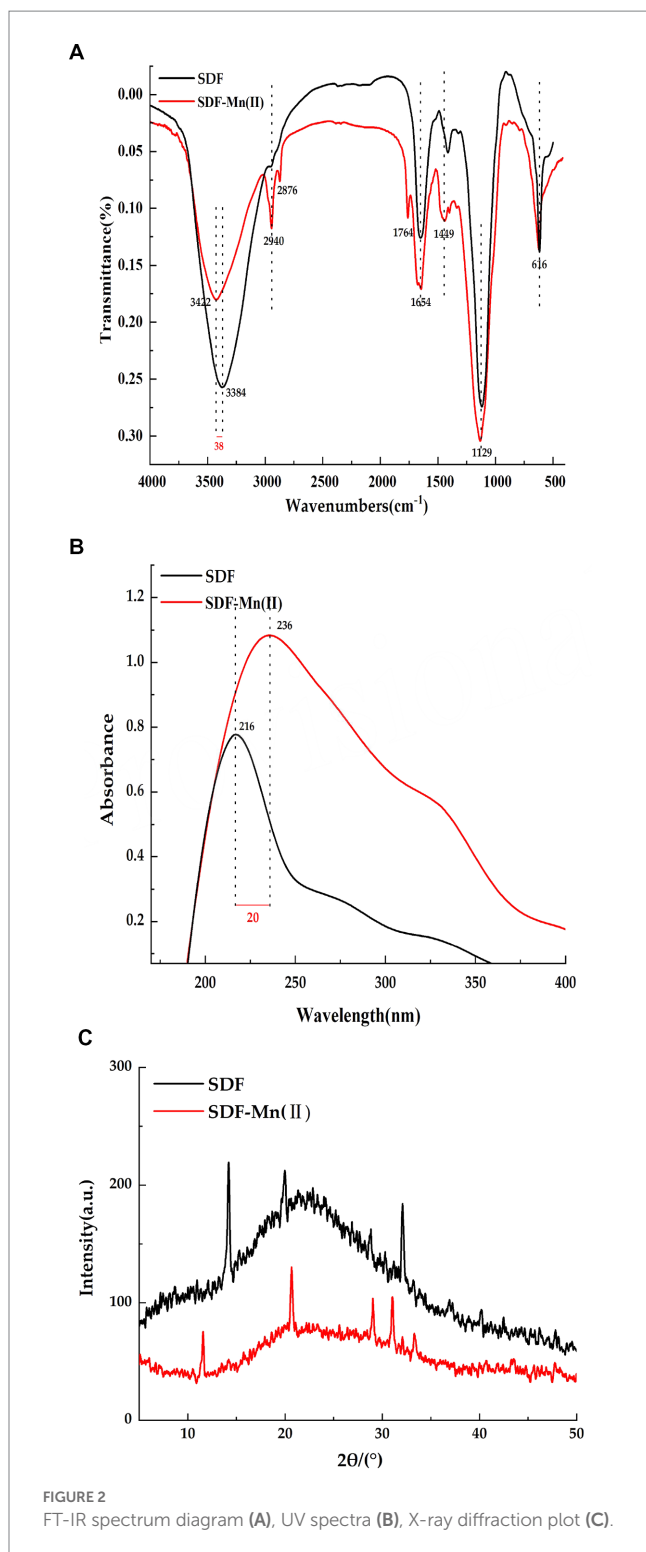 A
SDF
SDF-Mn(II)
0.00
0.05
0.10
0.15
0.20
0.25
0.30
Transmittance(%)
2876
2940
1764
1654
1449
616
3422
3384
38
1129
4000 3500 3000 2500 2000 1500 1000 500
Wavenumbers(cm⁻¹)
B
SDF
SDF-Mn(II)
1.2
1.0
0.8
0.6
0.4
0.2
Absorbance
236
216
20
200 250 300 350 400
Wavelength(nm)
C
SDF
SDF-Mn(Ⅱ)
300
200
100
0
Intensity(a.u.)
10 20 30 40 50
2θ/(°)
FIGURE 2
FT-IR spectrum diagram (A), UV spectra (B), X-ray diffraction plot (C).